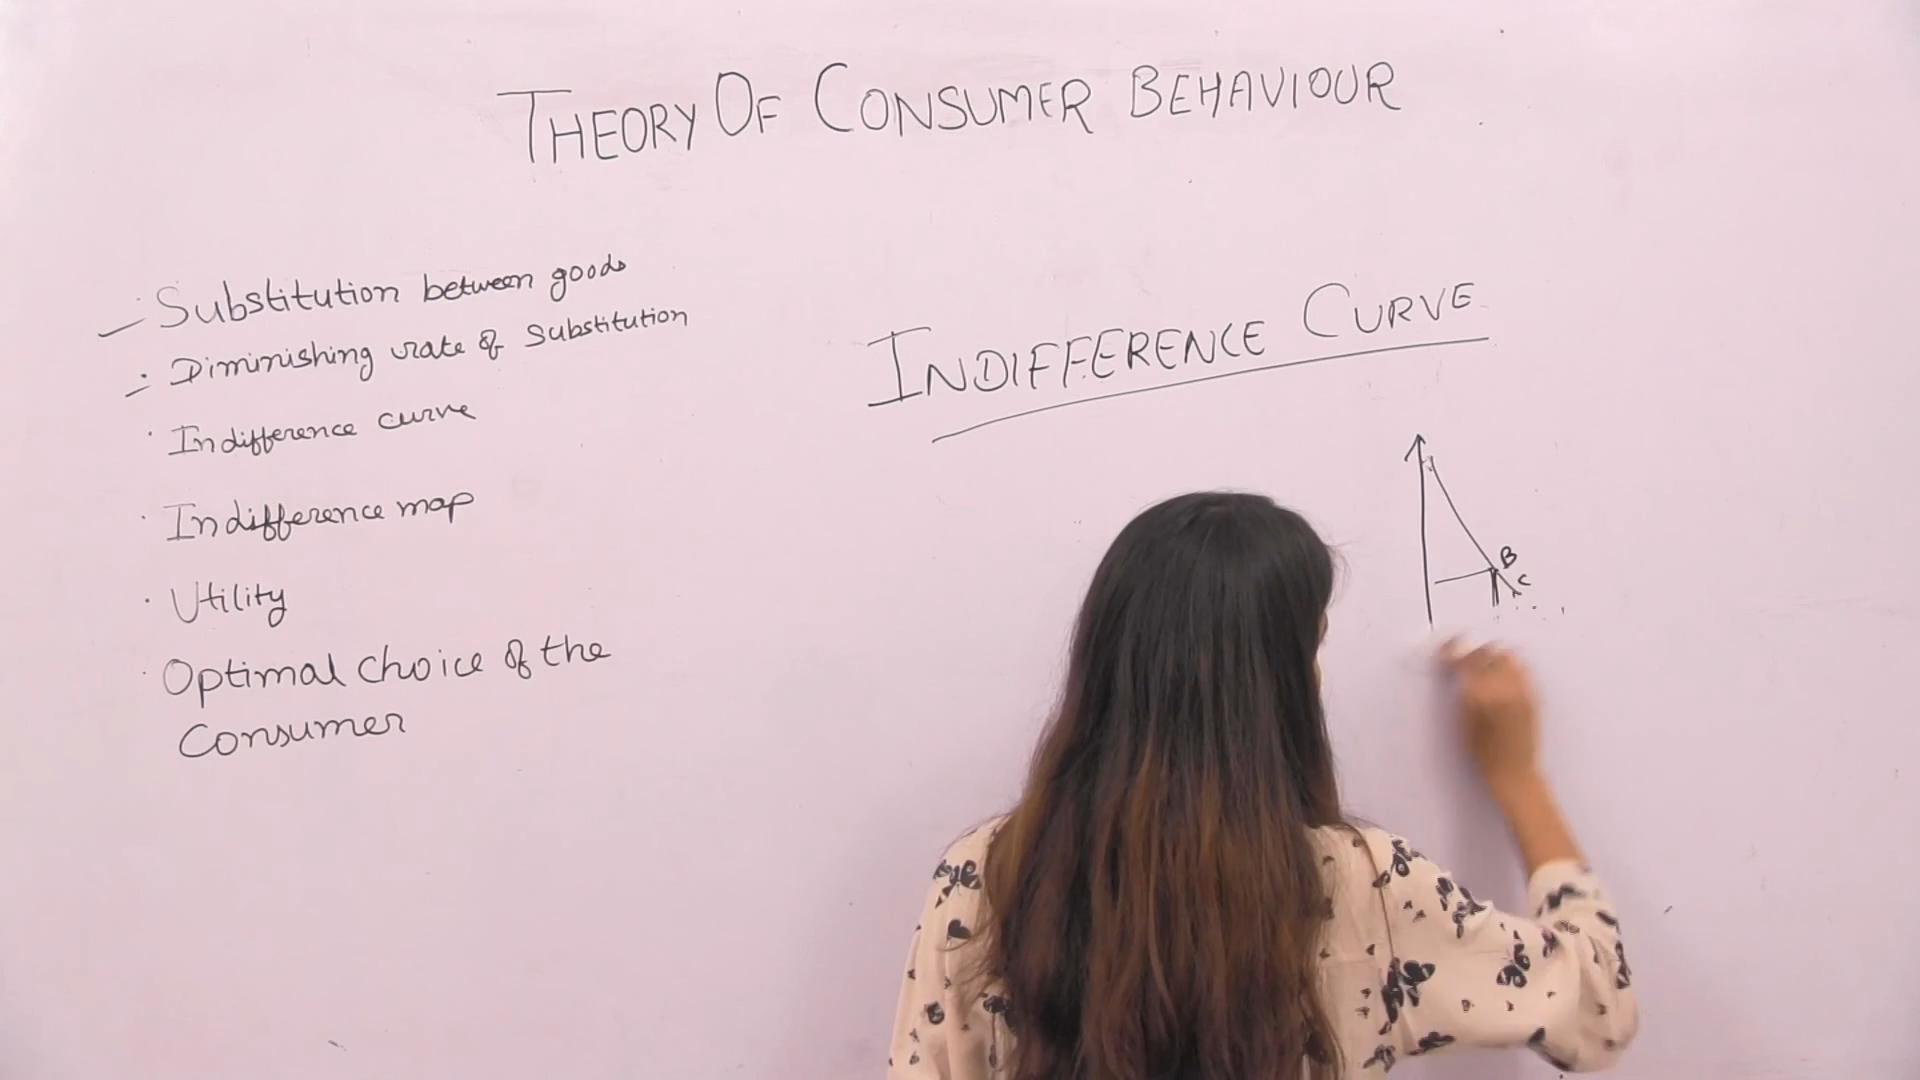 THEORY OF CONSUMER BEHAVIOUR
· Substitution between goods
· Diminishing rate of substitution
· Indifference curve
· Indifference map
· Utility
· Optimal choice of the
Consumer
INDIFFERENCE CURVE
B
C